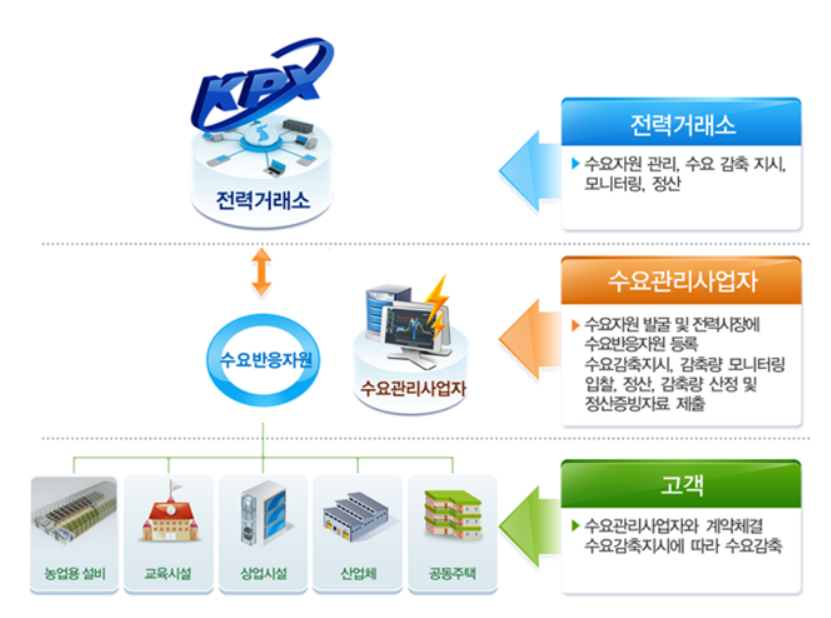 KPX
전력거래소
전력거래소
수요자원 관리, 수요 감축 지시,
모니터링, 정산
수요반응자원
수요관리사업자
수요관리사업자
수요자원 발굴 및 전력시장에
수요반응자원 등록
수요감축지시, 감축량 모니터링
입찰, 정산, 감축량 산정 및
정산증빙자료 제출
농업용 설비
교육시설
상업시설
산업체
공동주택
고객
수요관리사업자와 계약체결
수요감축지시에 따라 수요감축